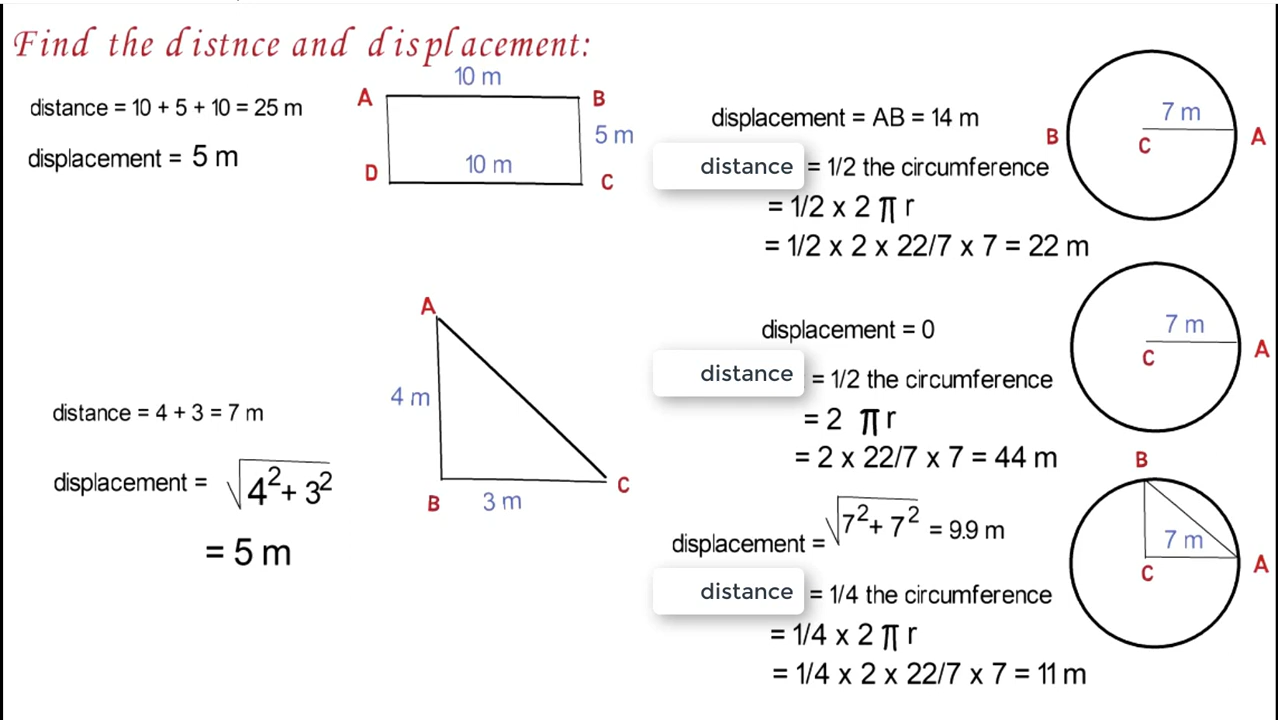 Find the distnce and displacement:
distance = 10 + 5 + 10 = 25 m
displacement = 5 m
A
10 m
B
5 m
10 m
D
C
A
4 m
B
3 m
C
distance = 4 + 3 = 7 m
displacement = √4²+ 3²
= 5 m
displacement = AB = 14 m
distance = 1/2 the circumference
= 1/2 x 2 π r
= 1/2 x 2 x 22/7 x 7 = 22 m
B
7 m
C
A
displacement = 0
distance = 1/2 the circumference
= 2 π r
= 2 x 22/7 x 7 = 44 m
7 m
C
A
displacement = √7²+ 7² = 9.9 m
distance = 1/4 the circumference
= 1/4 x 2 π r
= 1/4 x 2 x 22/7 x 7 = 11 m
B
7 m
C
A